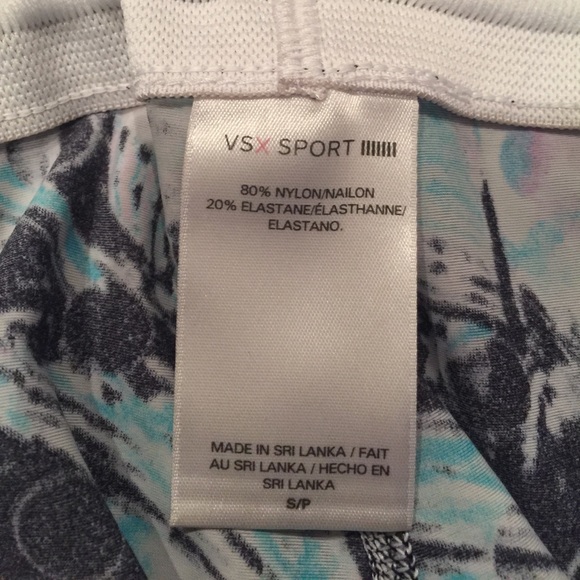 VSX SPORT
80% NYLON/NAILON
20% ELASTANE/ÉLASTHANNE/
ELASTANO.
MADE IN SRI LANKA / FAIT
AU SRI LANKA / HECHO EN
SRI LANKA
S/P